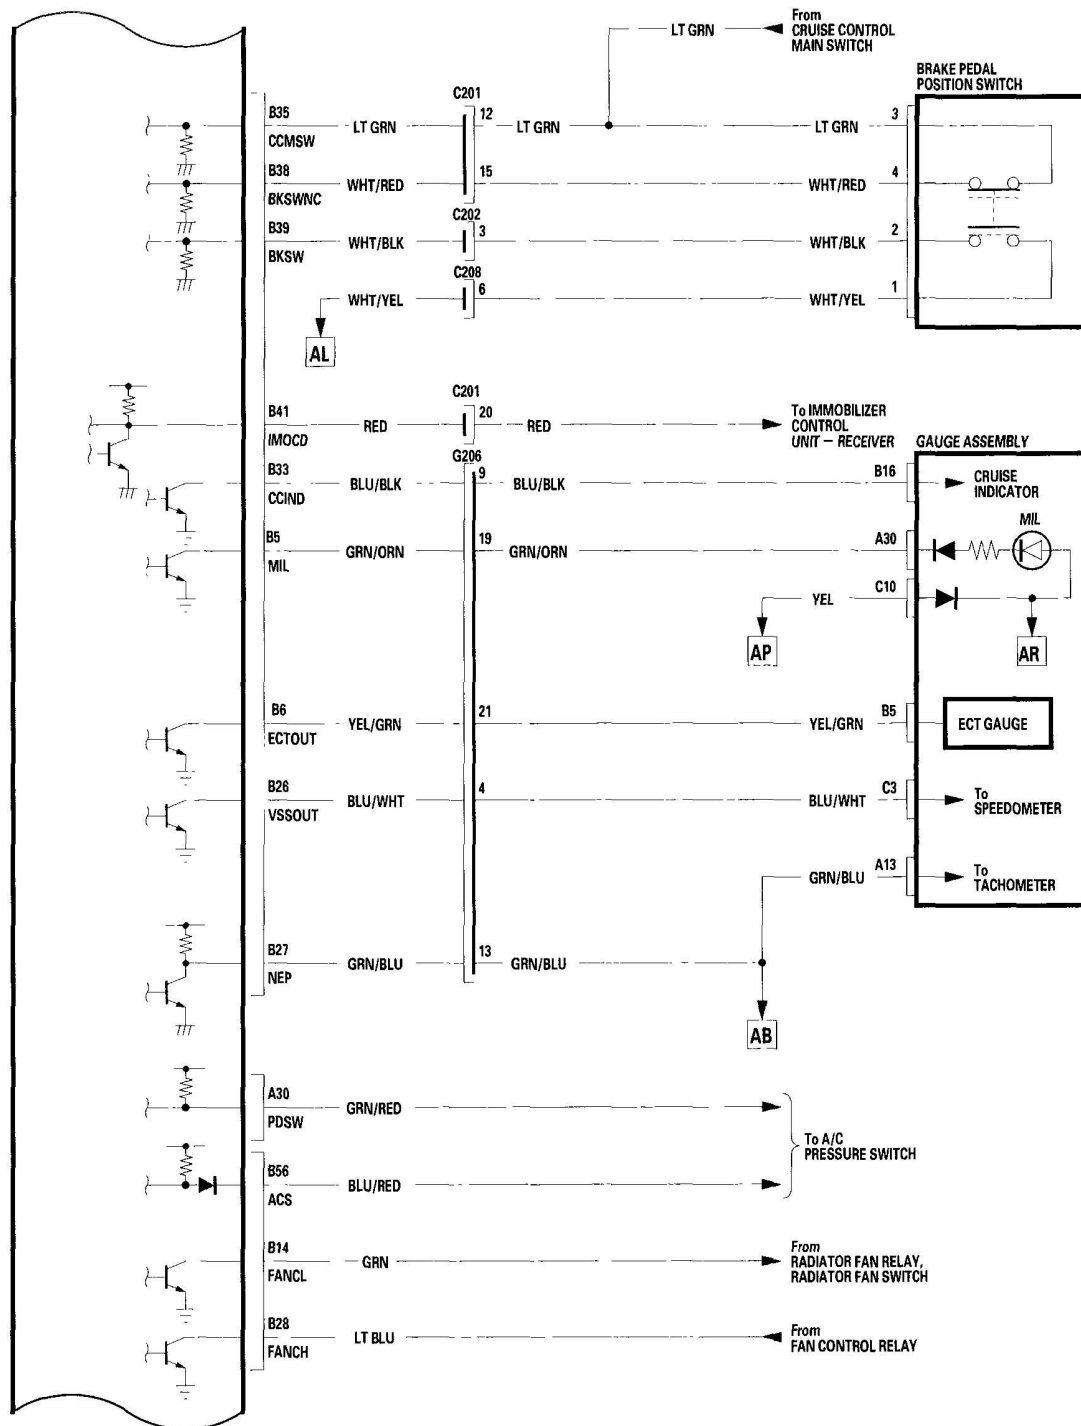 From
LT GRN
CRUISE CONTROL
MAIN SWITCH
BRAKE PEDAL
POSITION SWITCH
C201
B35
12
3
LT GRN
LT GRN
LT GRN
CCMSW
B38
15
4
WHT/RED
WHT/RED
BKSWNC
C202
B39
3
2
WHT/BLK
WHT/BLK
BKSW
C208
6
1
WHT/YEL
WHT/YEL
AL
C201
B41
20
To IMMOBILIZER
CONTROL
UNIT – RECEIVER
RED
RED
IMOCD
GAUGE ASSEMBLY
G206
B33
9
B16
BLU/BLK
BLU/BLK
CRUISE
INDICATOR
CCIND
MIL
B5
19
A30
GRN/ORN
GRN/ORN
MIL
C10
YEL
AP
AR
B6
21
B5
YEL/GRN
YEL/GRN
ECT GAUGE
ECTOUT
B26
4
C3
BLU/WHT
BLU/WHT
To
SPEEDOMETER
VSSOUT
A13
GRN/BLU
To
TACHOMETER
B27
13
GRN/BLU
GRN/BLU
NEP
AB
A30
GRN/RED
PDSW
To A/C
PRESSURE SWITCH
B56
BLU/RED
ACS
B14
GRN
From
RADIATOR FAN RELAY,
RADIATOR FAN SWITCH
FANCL
B28
LT BLU
From
FAN CONTROL RELAY
FANCH